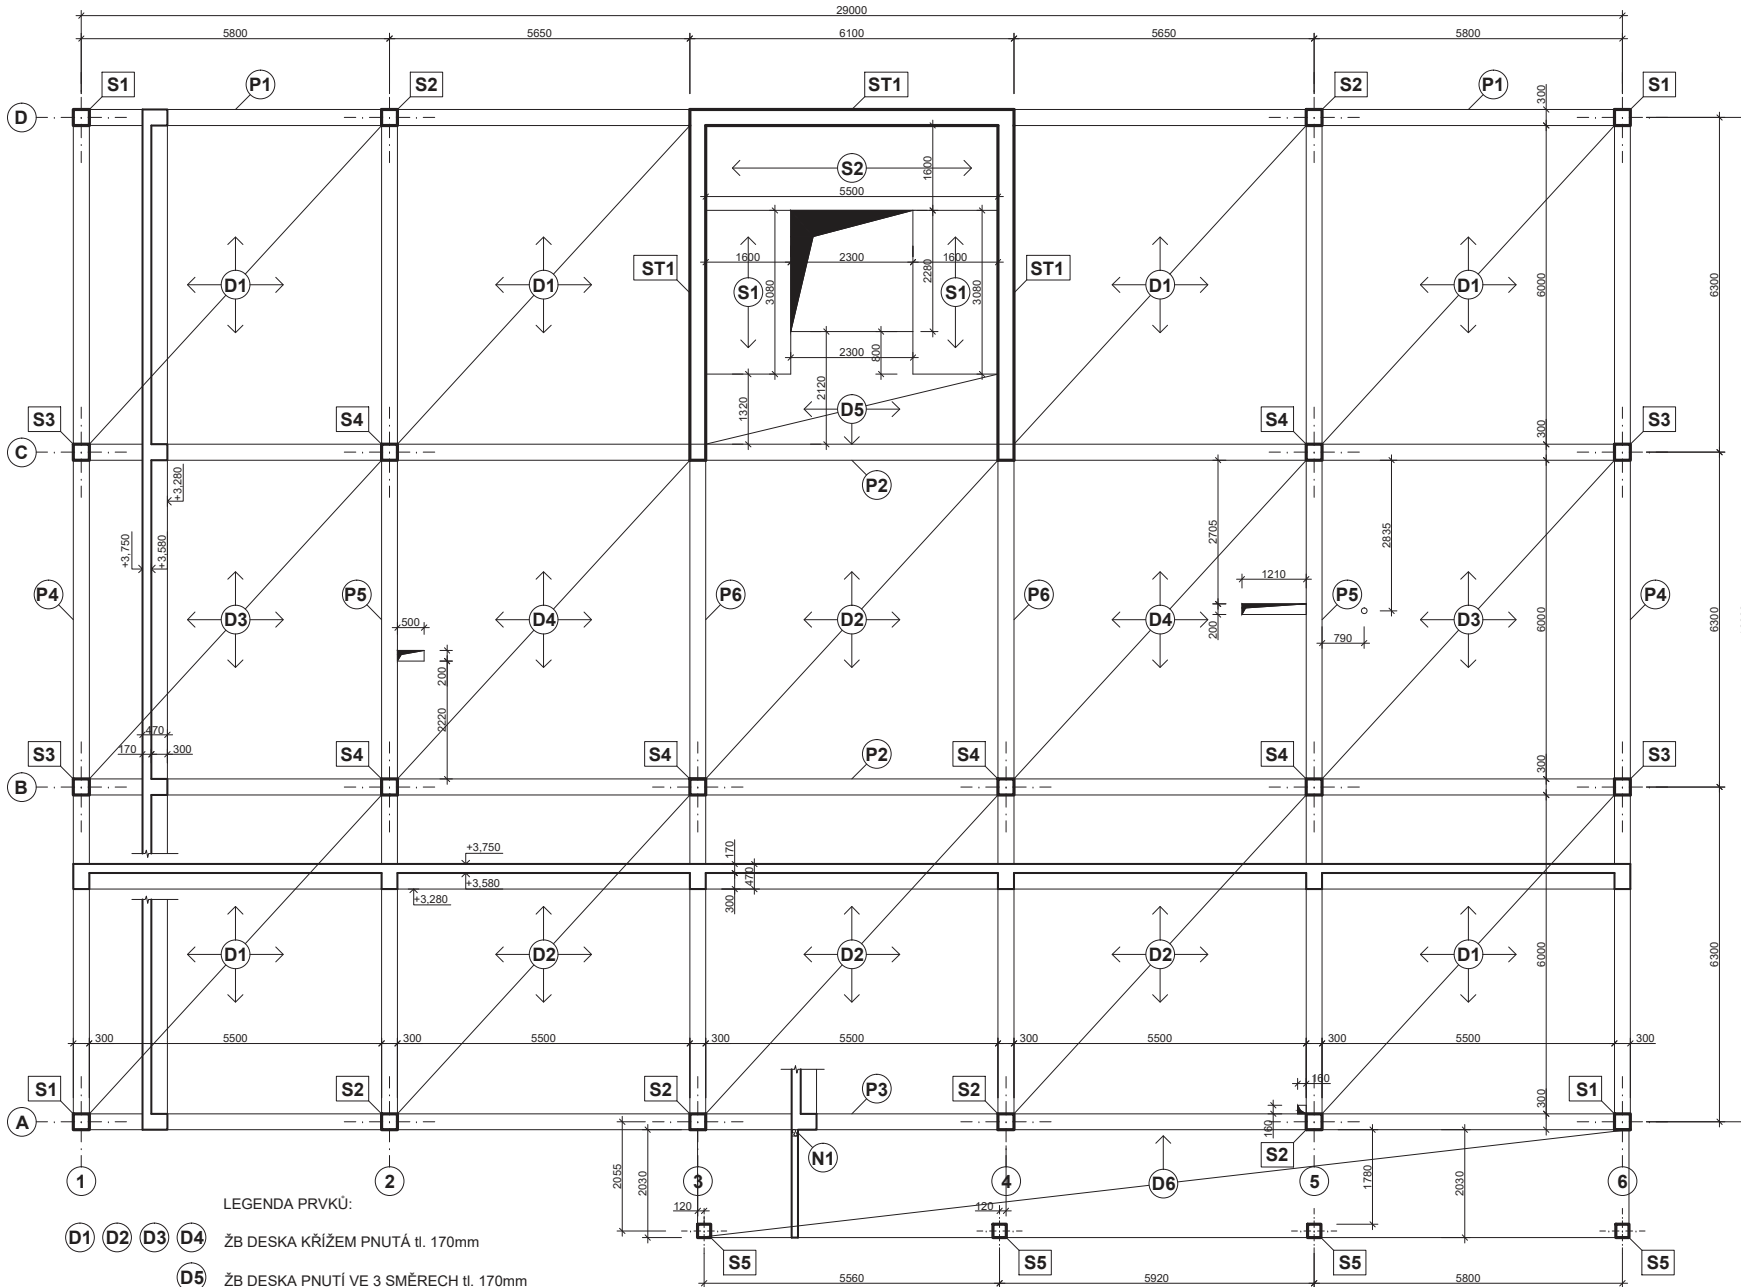 29000
5800 5650 6100 5650 5800
S1 P1 S2 ST1 S2 P1 S1
D
300
S2
1600
5500
D1 D1 ST1 1600 2300 1600 ST1 D1 D1
S1 S1
3080 2280 3080
6000 6300
2300 800
2120
1320
D5
S3 S4 S4 S3
300
C
+3,280
P2
+3,750 +3,580
2705 2835
1210
P4 D3 P5 D4 P6 D2 P6 D4 P5 D3 P4
500
200
790
6000 6300
200
2220
470
170 300
S3 S4 S4 P2 S4 S4 S3
300
B
+3,750
170
+3,580
470
+3,280
300
D1 D2 D2 D2 D1
6000 6300
300 5500 300 5500 300 5500 300 5500 300 5500 300
S1 S2 S2 P3 S2 160 S1
300
A
160
S2
N1
2055 2030 1780 2030
1 2 3 4 5 6
D6
LEGENDA PRVKŮ:
120 120
D1 D2 D3 D4 ŽB DESKA KŘÍŽEM PNUTÁ tl. 170mm
S5 S5 S5 S5
D5 ŽB DESKA PNUTÍ VE 3 SMĚRECH tl. 170mm
5560 5920 5800